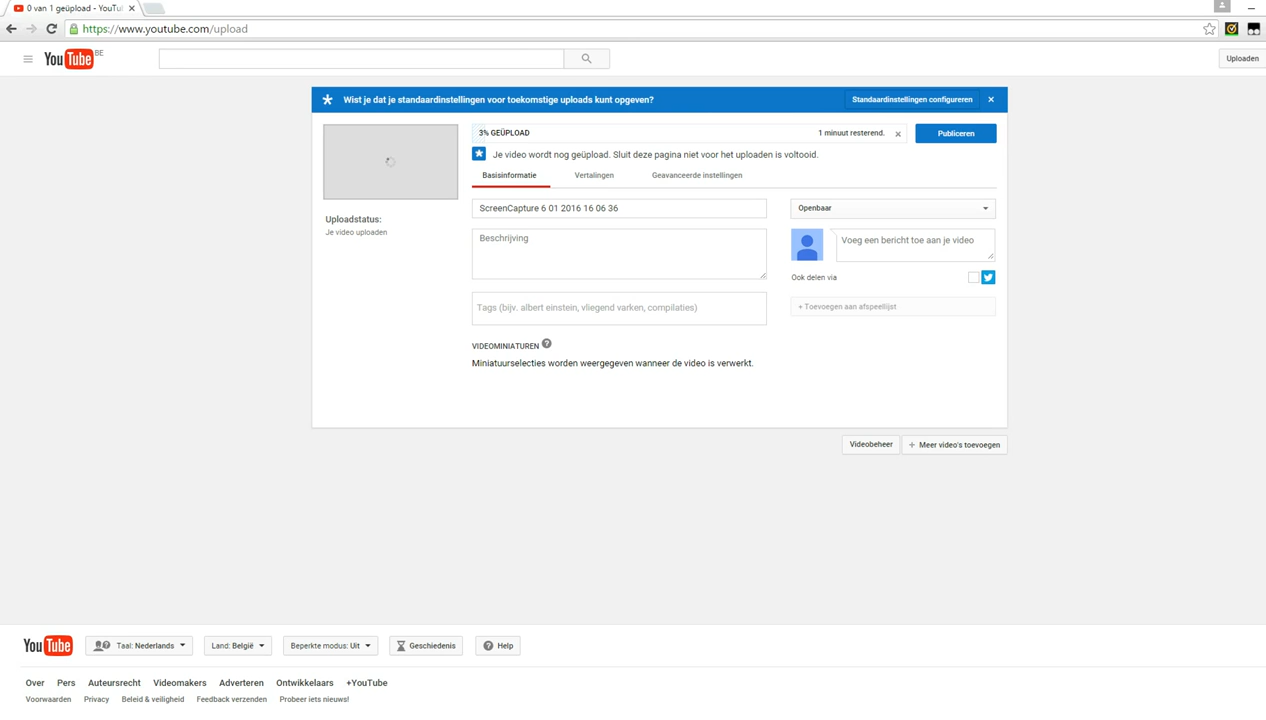 0 van 1 geüpload - YouTu
https://www.youtube.com/upload
YouTube BE
Uploaden
Wist je dat je standaardinstellingen voor toekomstige uploads kunt opgeven?
Standaardinstellingen configureren
3% GEÜPLOAD
1 minuut resterend.
Publiceren
Je video wordt nog geüpload. Sluit deze pagina niet voor het uploaden is voltooid.
Basisinformatie
Vertalingen
Geavanceerde instellingen
Uploadstatus:
Je video uploaden
ScreenCapture 6 01 2016 16 06 36
Openbaar
Beschrijving
Voeg een bericht toe aan je video
Ook delen via
Tags (bijv. albert einstein, vliegend varken, compilaties)
+ Toevoegen aan afspeellijst
VIDEOMINIATUREN ?
Miniatuurselecties worden weergegeven wanneer de video is verwerkt.
Videobeheer
+ Meer video's toevoegen
YouTube
Taal: Nederlands
Land: België
Beperkte modus: Uit
Geschiedenis
? Help
Over Pers Auteursrecht Videomakers Adverteren Ontwikkelaars +YouTube
Voorwaarden Privacy Beleid & veiligheid Feedback verzenden Probeer iets nieuws!